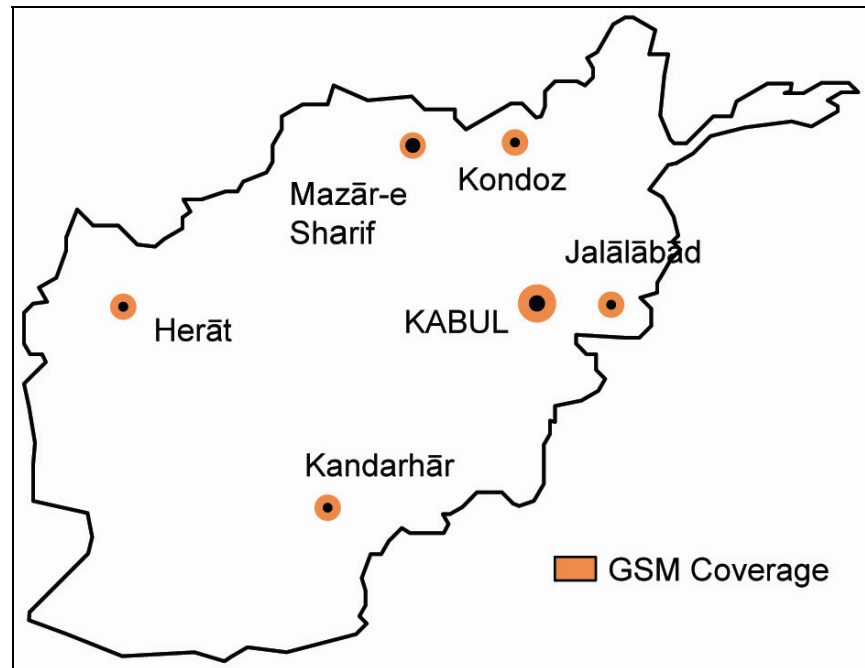 Mazār-e
Sharif
Kondoz
Jalālābād
Herāt
KABUL
Kandarhār
GSM Coverage